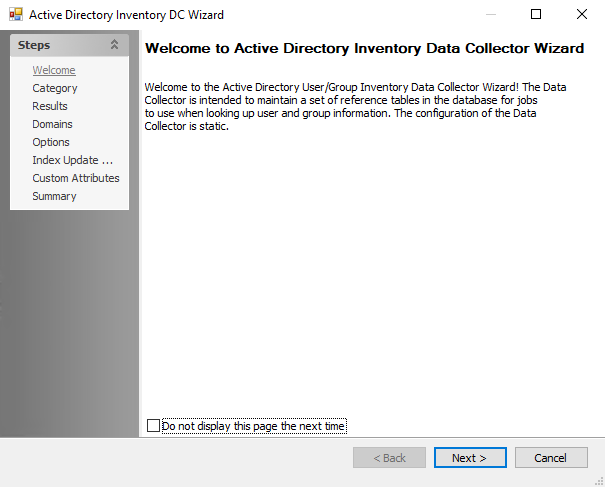 Active Directory Inventory DC Wizard
Steps
Welcome
Category
Results
Domains
Options
Index Update ...
Custom Attributes
Summary
Welcome to Active Directory Inventory Data Collector Wizard
Welcome to the Active Directory User/Group Inventory Data Collector Wizard! The Data
Collector is intended to maintain a set of reference tables in the database for jobs
to use when looking up user and group information. The configuration of the Data
Collector is static.
Do not display this page the next time
< Back
Next >
Cancel